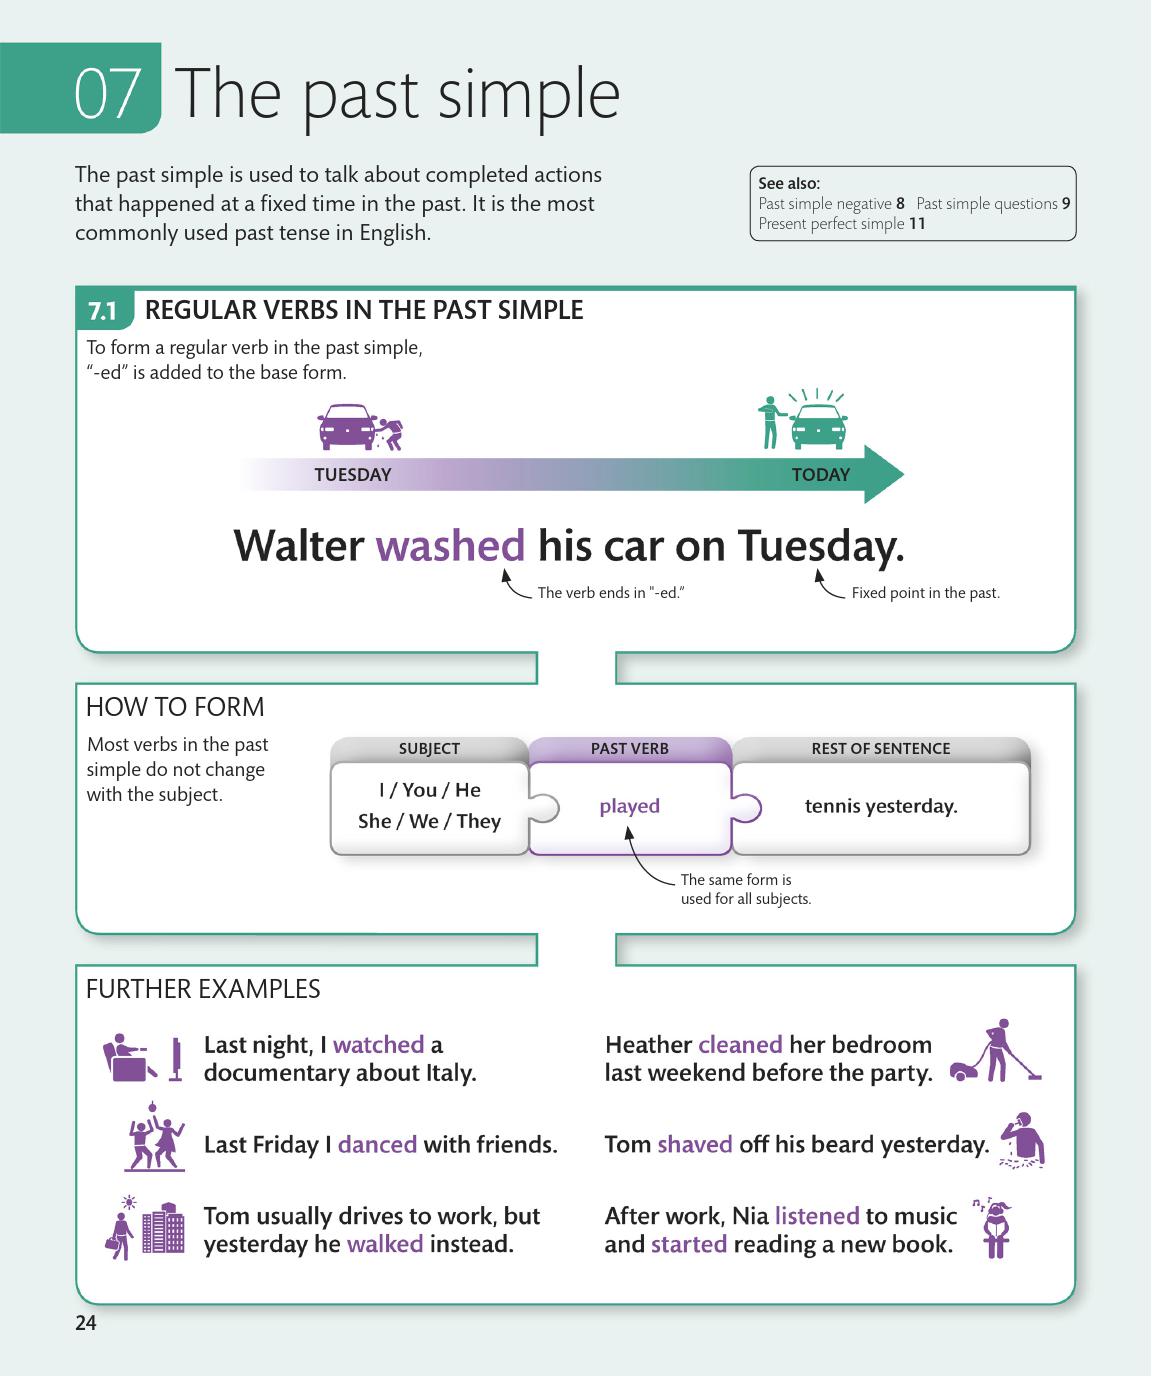 07 The past simple
The past simple is used to talk about completed actions
that happened at a fixed time in the past. It is the most
commonly used past tense in English.
See also:
Past simple negative 8 Past simple questions 9
Present perfect simple 11
7.1 REGULAR VERBS IN THE PAST SIMPLE
To form a regular verb in the past simple,
“-ed” is added to the base form.
TUESDAY
TODAY
Walter washed his car on Tuesday.
The verb ends in "-ed.”
Fixed point in the past.
HOW TO FORM
Most verbs in the past
simple do not change
with the subject.
SUBJECT
I / You / He
She / We / They
PAST VERB
played
REST OF SENTENCE
tennis yesterday.
The same form is
used for all subjects.
FURTHER EXAMPLES
Last night, I watched a
documentary about Italy.
Heather cleaned her bedroom
last weekend before the party.
Last Friday I danced with friends.
Tom shaved off his beard yesterday.
Tom usually drives to work, but
yesterday he walked instead.
After work, Nia listened to music
and started reading a new book.
24